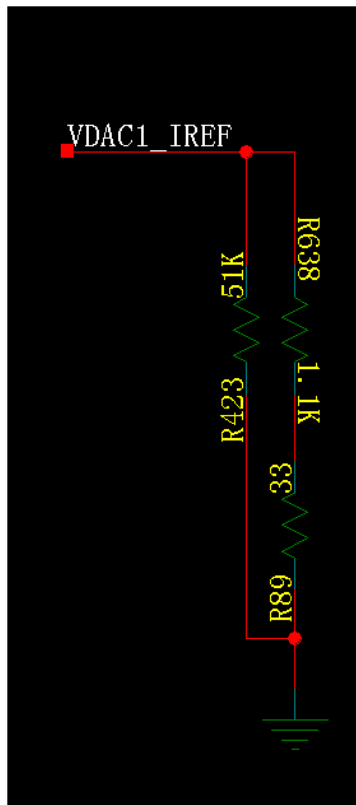 VDAC1_IREF
R638
51K
1.1K
R423
33
R89